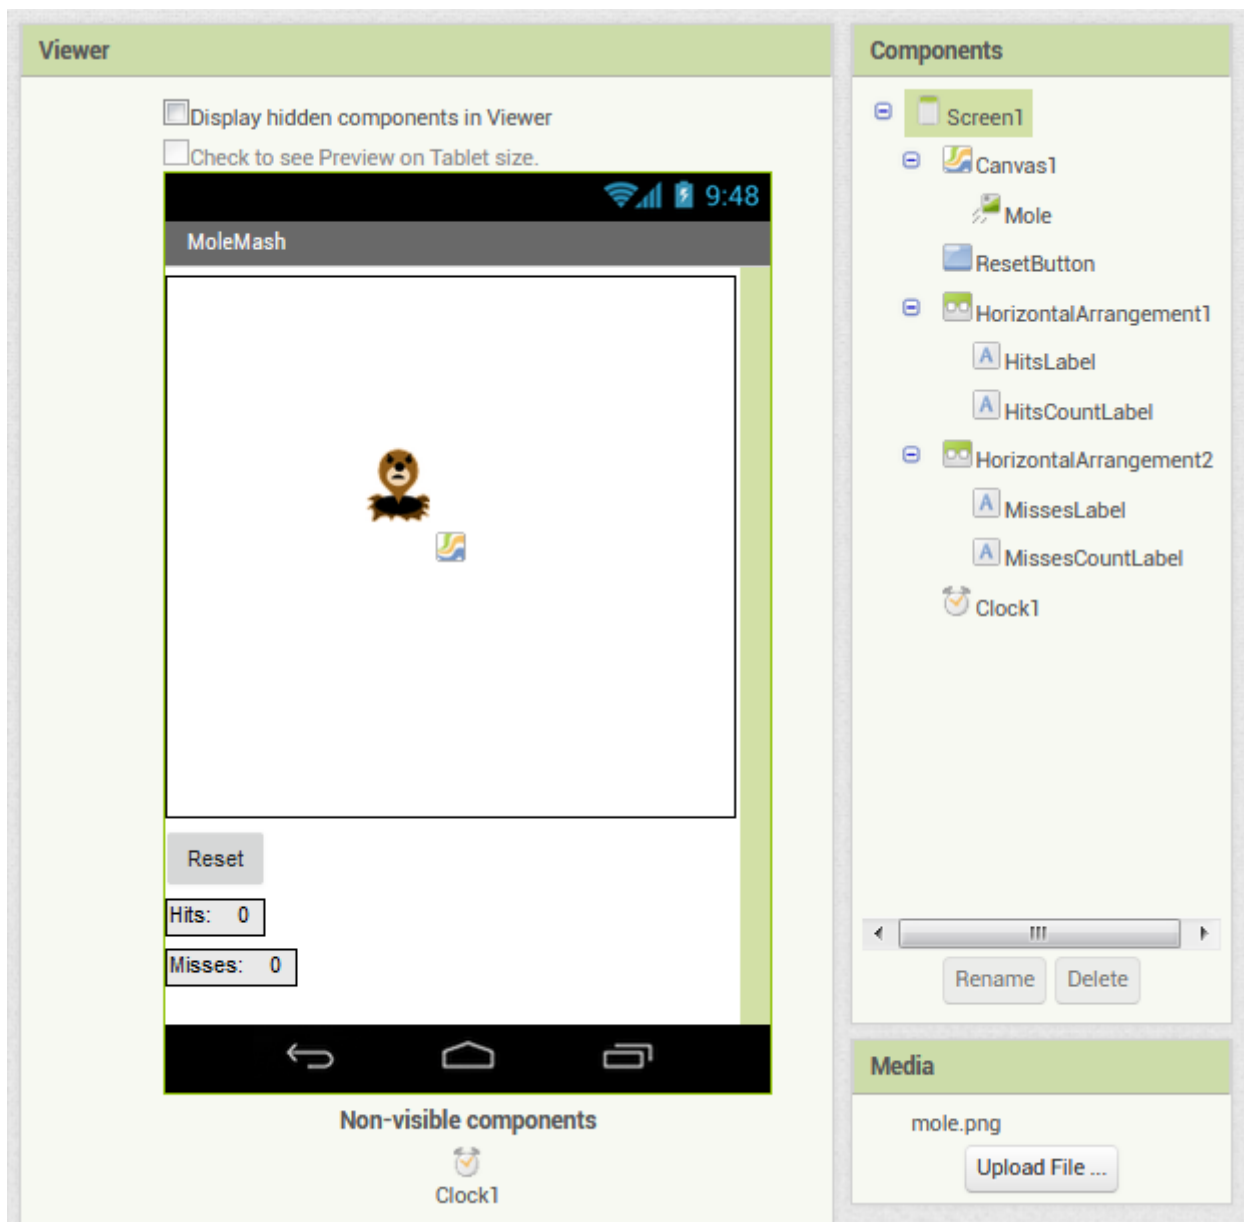 Viewer
Display hidden components in Viewer
Check to see Preview on Tablet size.
9:48
MoleMash
Reset
Hits: 0
Misses: 0
Non-visible components
Clock1
Components
Screen1
Canvas1
Mole
ResetButton
HorizontalArrangement1
A HitsLabel
A HitsCountLabel
HorizontalArrangement2
A MissesLabel
A MissesCountLabel
Clock1
Rename Delete
Media
mole.png
Upload File ...